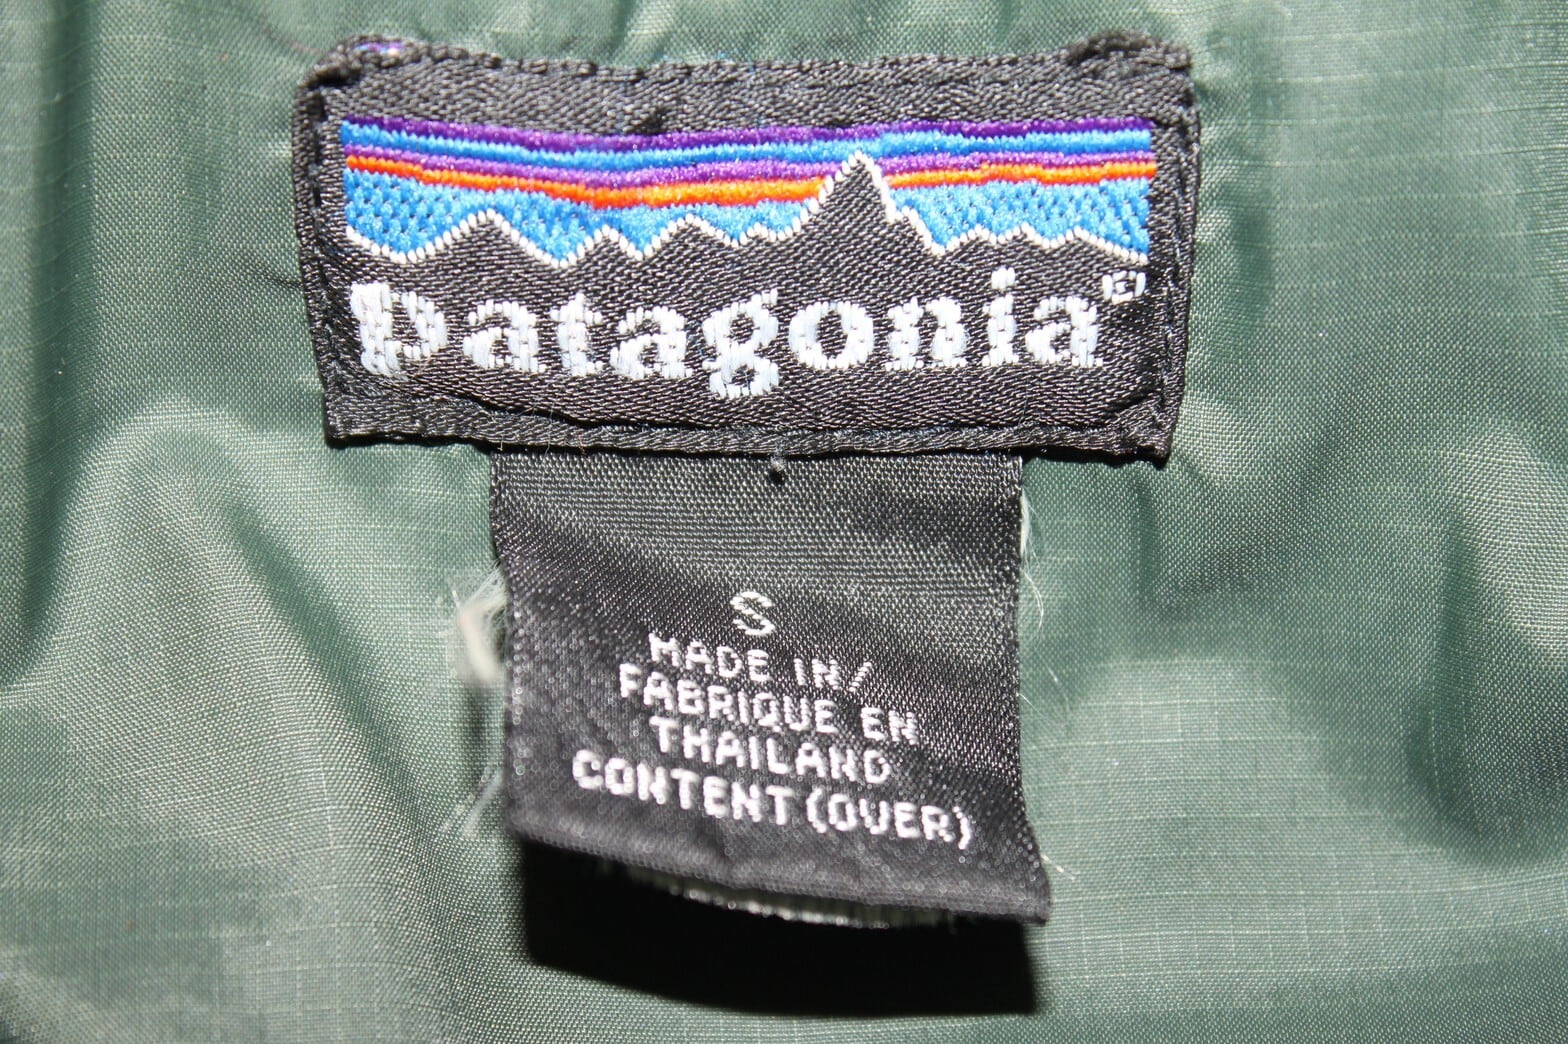 patagonia®
S
MADE IN/
FABRIQUE EN
THAILAND
CONTENT (OVER)